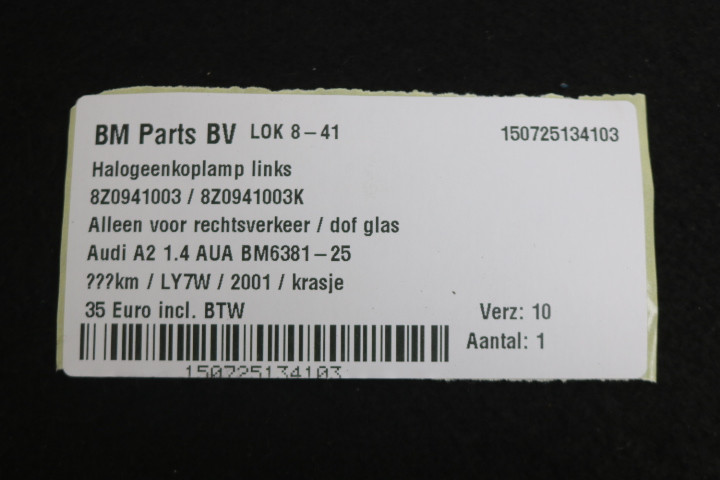 BM Parts BV LOK 8-41 150725134103
Halogeenkoplamp links
8Z0941003 / 8Z0941003K
Alleen voor rechtsverkeer / dof glas
Audi A2 1.4 AUA BM6381-25
???km / LY7W / 2001 / krasje
35 Euro incl. BTW Verz: 10
Aantal: 1
150725134103